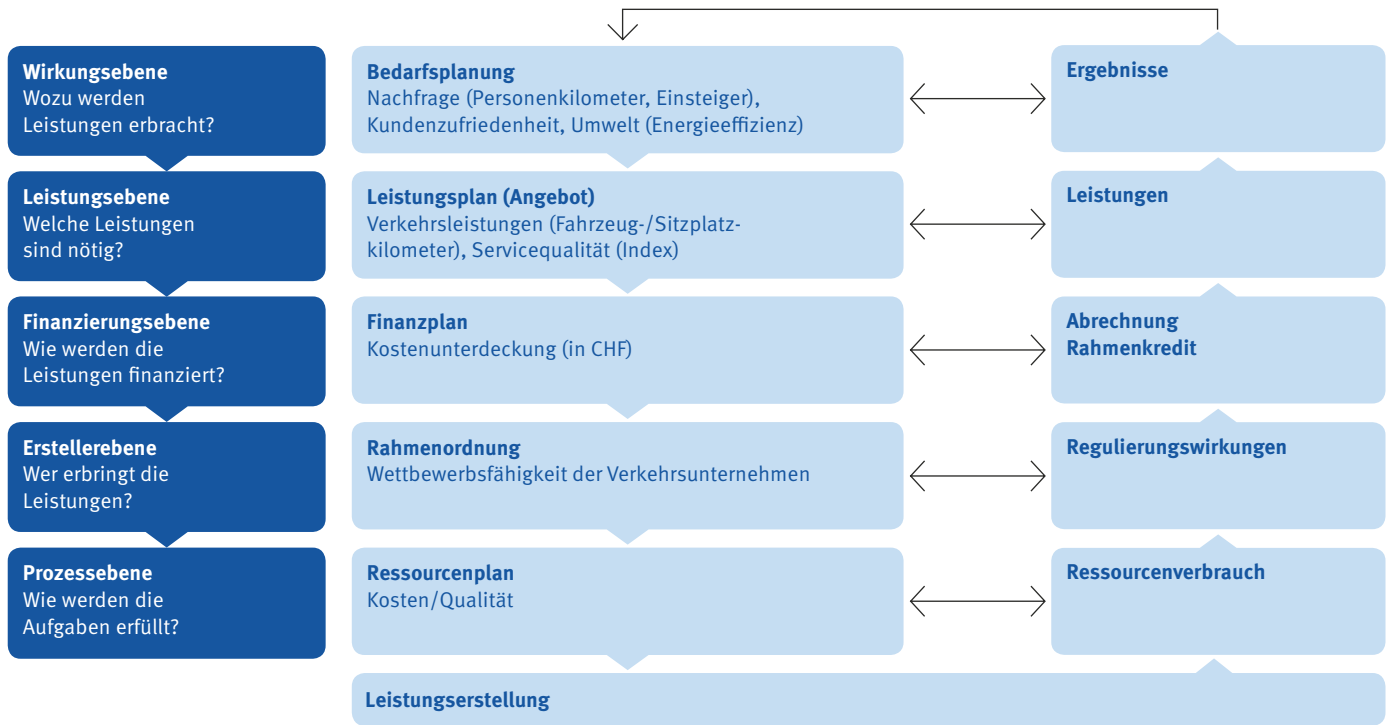 Wirkungsebene
Wozu werden
Leistungen erbracht?
Bedarfsplanung
Nachfrage (Personenkilometer, Einsteiger),
Kundenzufriedenheit, Umwelt (Energieeffizienz)
Ergebnisse
Leistungsebene
Welche Leistungen
sind nötig?
Leistungsplan (Angebot)
Verkehrsleistungen (Fahrzeug-/Sitzplatz-
kilometer), Servicequalität (Index)
Leistungen
Finanzierungsebene
Wie werden die
Leistungen finanziert?
Finanzplan
Kostenunterdeckung (in CHF)
Abrechnung
Rahmenkredit
Erstellerebene
Wer erbringt die
Leistungen?
Rahmenordnung
Wettbewerbsfähigkeit der Verkehrsunternehmen
Regulierungswirkungen
Prozessebene
Wie werden die
Aufgaben erfüllt?
Ressourcenplan
Kosten/Qualität
Ressourcenverbrauch
Leistungserstellung